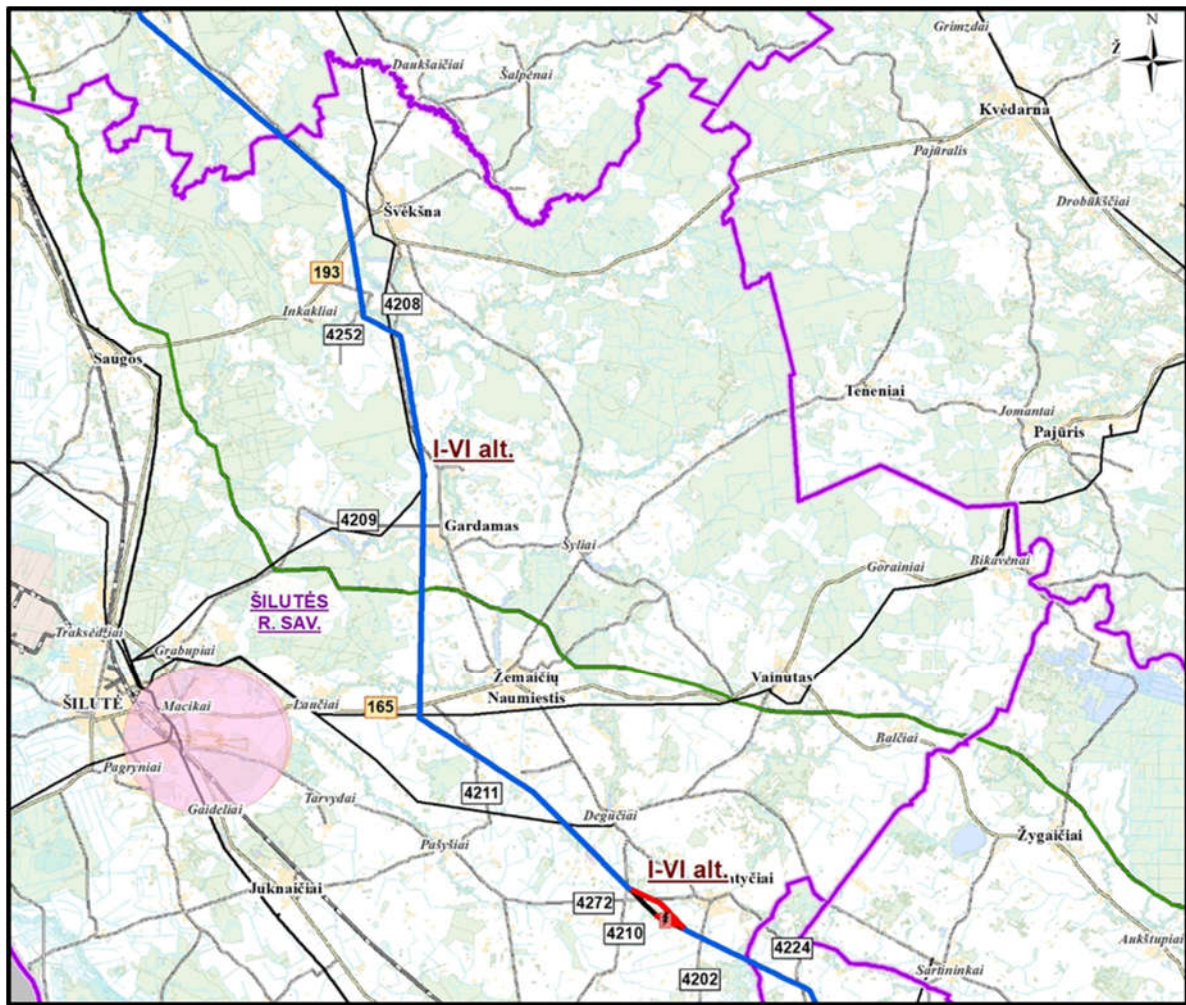 Grimzdai
N
Ž
Daukšaičiai
Šalpėnai
Kvėdarna
Pajūralis
Drobūkščiai
Švėkšna
193
4208
Inkakliai
4252
Saugos
Teneniai
Jomantai
Pajūris
I-VI alt.
4209
Gardamas
Šyliai
Gorainiai
Bikavėnai
ŠILUTĖS
R. SAV.
Traksėdžiai
Grabupiai
Žemaičių
Naumiestis
Vainutas
Macikai
Laučiai
165
ŠILUTĖ
Balčiai
Pagryniai
4211
Gaideliai
Tarvydai
Degučiai
Pašyšiai
Žygaičiai
I-VI alt.
tyčiai
Juknaičiai
4272
4210
4224
Aukštupiai
4202
Sartininkai